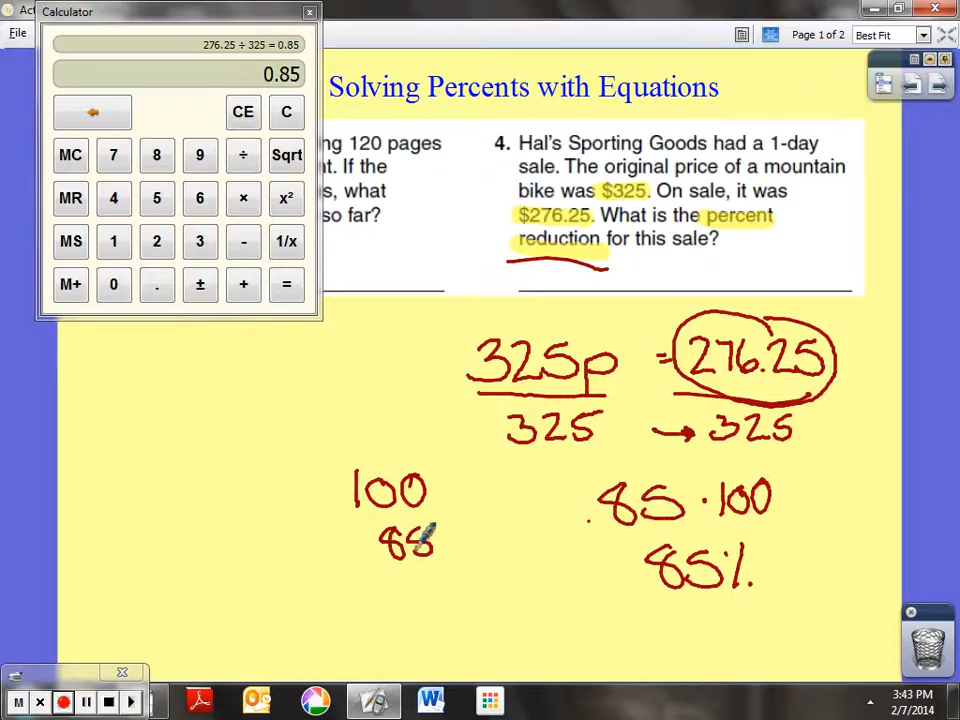 Calculator
File
Page 1 of 2
Best Fit
276.25 ÷ 325 = 0.85
0.85
CE C
MC 7 8 9 ÷ Sqrt
MR 4 5 6 × x²
MS 1 2 3 - 1/x
M+ 0 . ± + =
Solving Percents with Equations
ng 120 pages
t. If the
s, what
so far?
4. Hal's Sporting Goods had a 1-day
sale. The original price of a mountain
bike was $325. On sale, it was
$276.25. What is the percent
reduction for this sale?
325p = 276.25
325 → 325
100
85
.85 · 100
85%
M
W
3:43 PM
2/7/2014